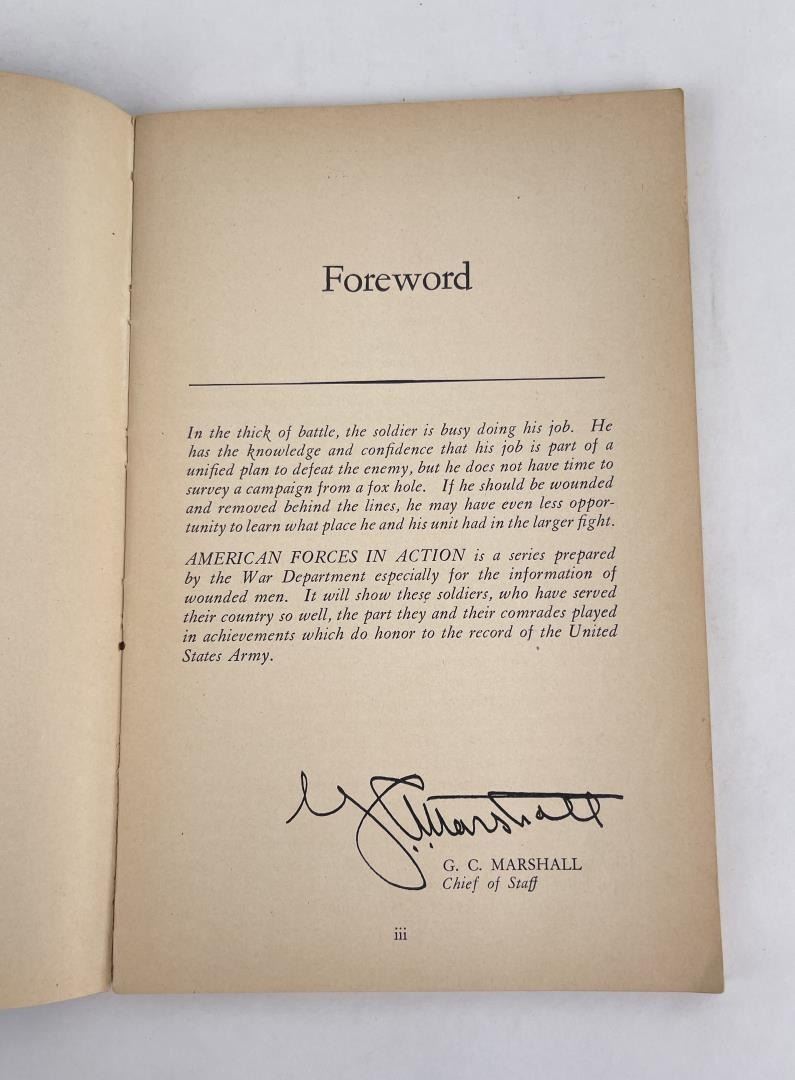 Foreword
In the thick of battle, the soldier is busy doing his job. He
has the knowledge and confidence that his job is part of a
unified plan to defeat the enemy, but he does not have time to
survey a campaign from a fox hole. If he should be wounded
and removed behind the lines, he may have even less oppor-
tunity to learn what place he and his unit had in the larger fight.
AMERICAN FORCES IN ACTION is a series prepared
by the War Department especially for the information of
wounded men. It will show these soldiers, who have served
their country so well, the part they and their comrades played
in achievements which do honor to the record of the United
States Army.
G. C. Marshall
G. C. MARSHALL
Chief of Staff
iii